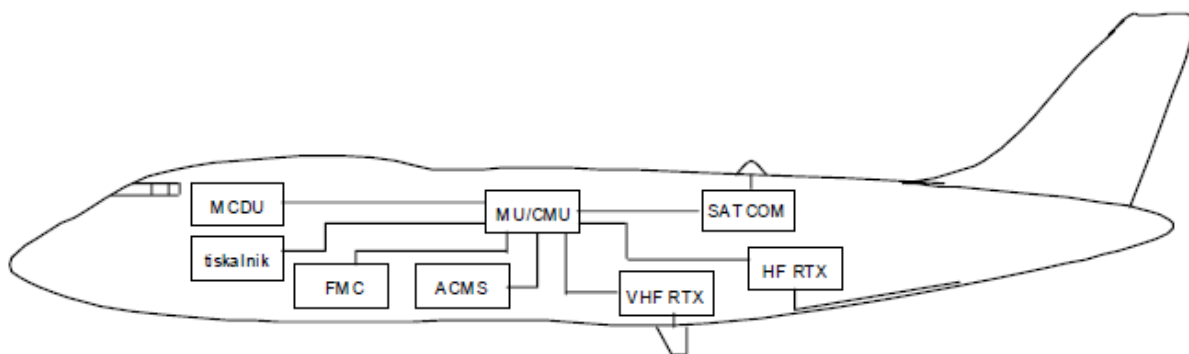 MCDU
MU/CMU
SATCOM
tiskalnik
FMC
ACMS
VHF RTX
HF RTX